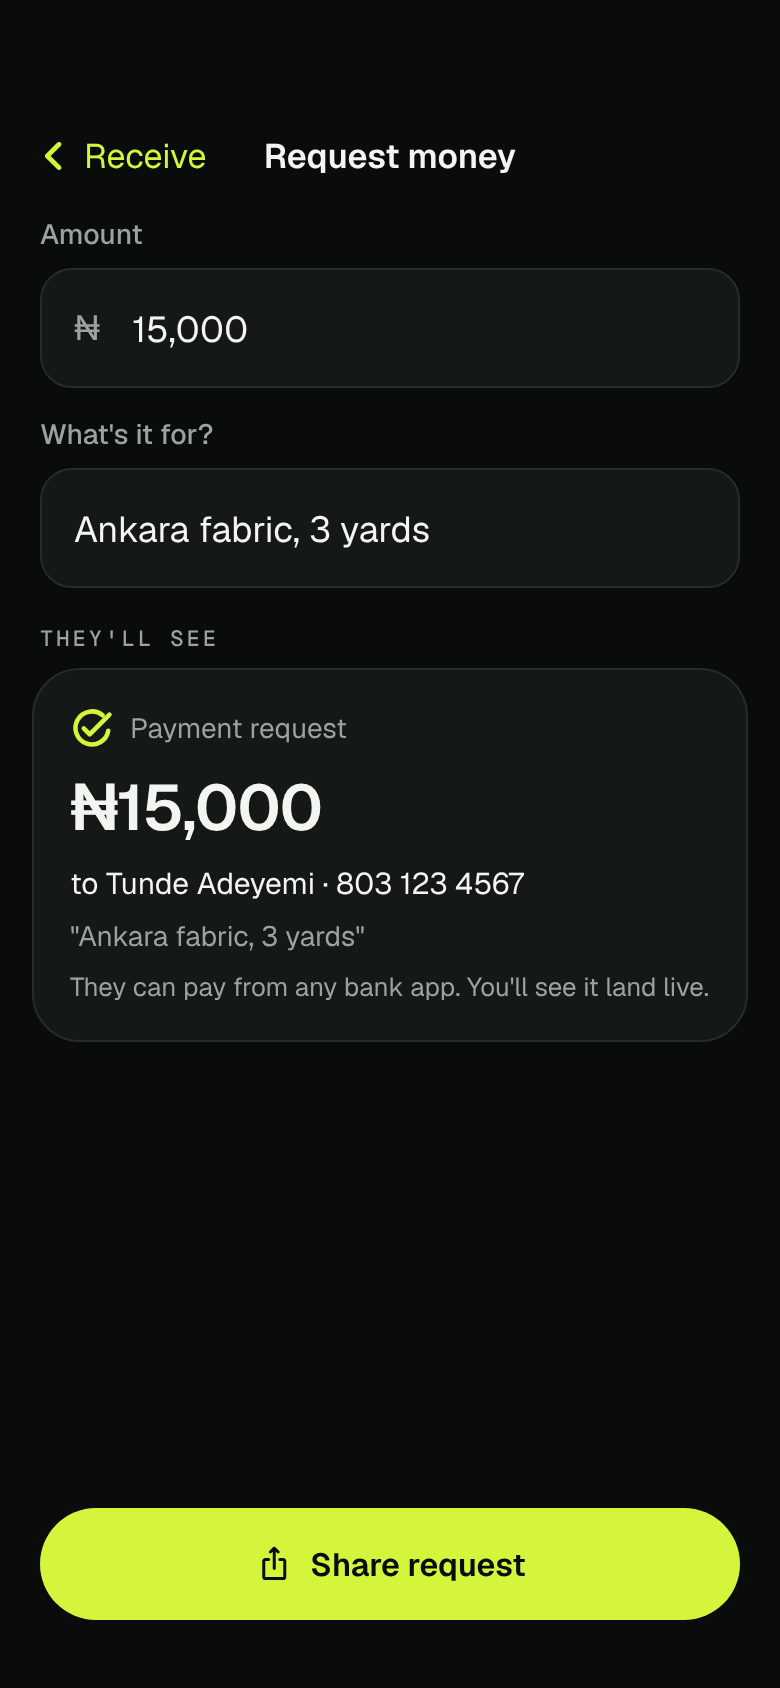 Receive Request money
Amount
₦ 15,000
What's it for?
Ankara fabric, 3 yards
THEY'LL SEE
Payment request
₦15,000
to Tunde Adeyemi · 803 123 4567
"Ankara fabric, 3 yards"
They can pay from any bank app. You'll see it land live.
Share request